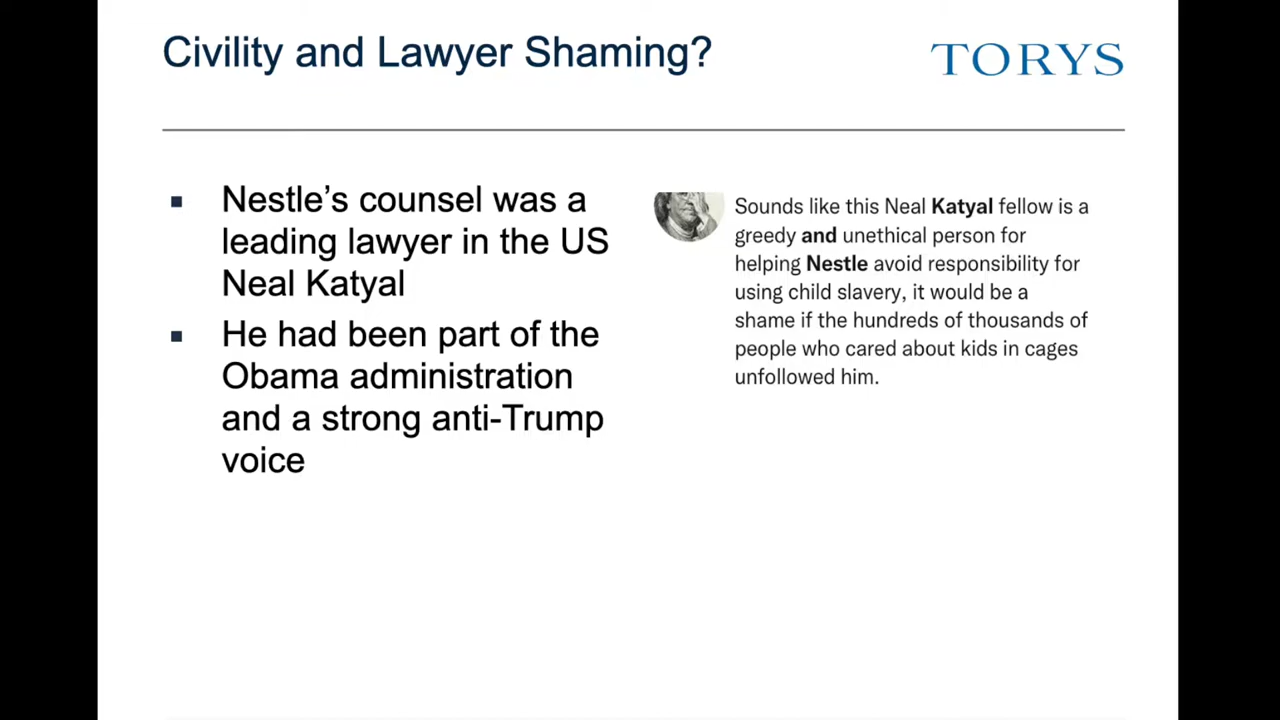 Civility and Lawyer Shaming?
TORYS
Nestle’s counsel was a
leading lawyer in the US
Neal Katyal
He had been part of the
Obama administration
and a strong anti-Trump
voice
Sounds like this Neal Katyal fellow is a
greedy and unethical person for
helping Nestle avoid responsibility for
using child slavery, it would be a
shame if the hundreds of thousands of
people who cared about kids in cages
unfollowed him.